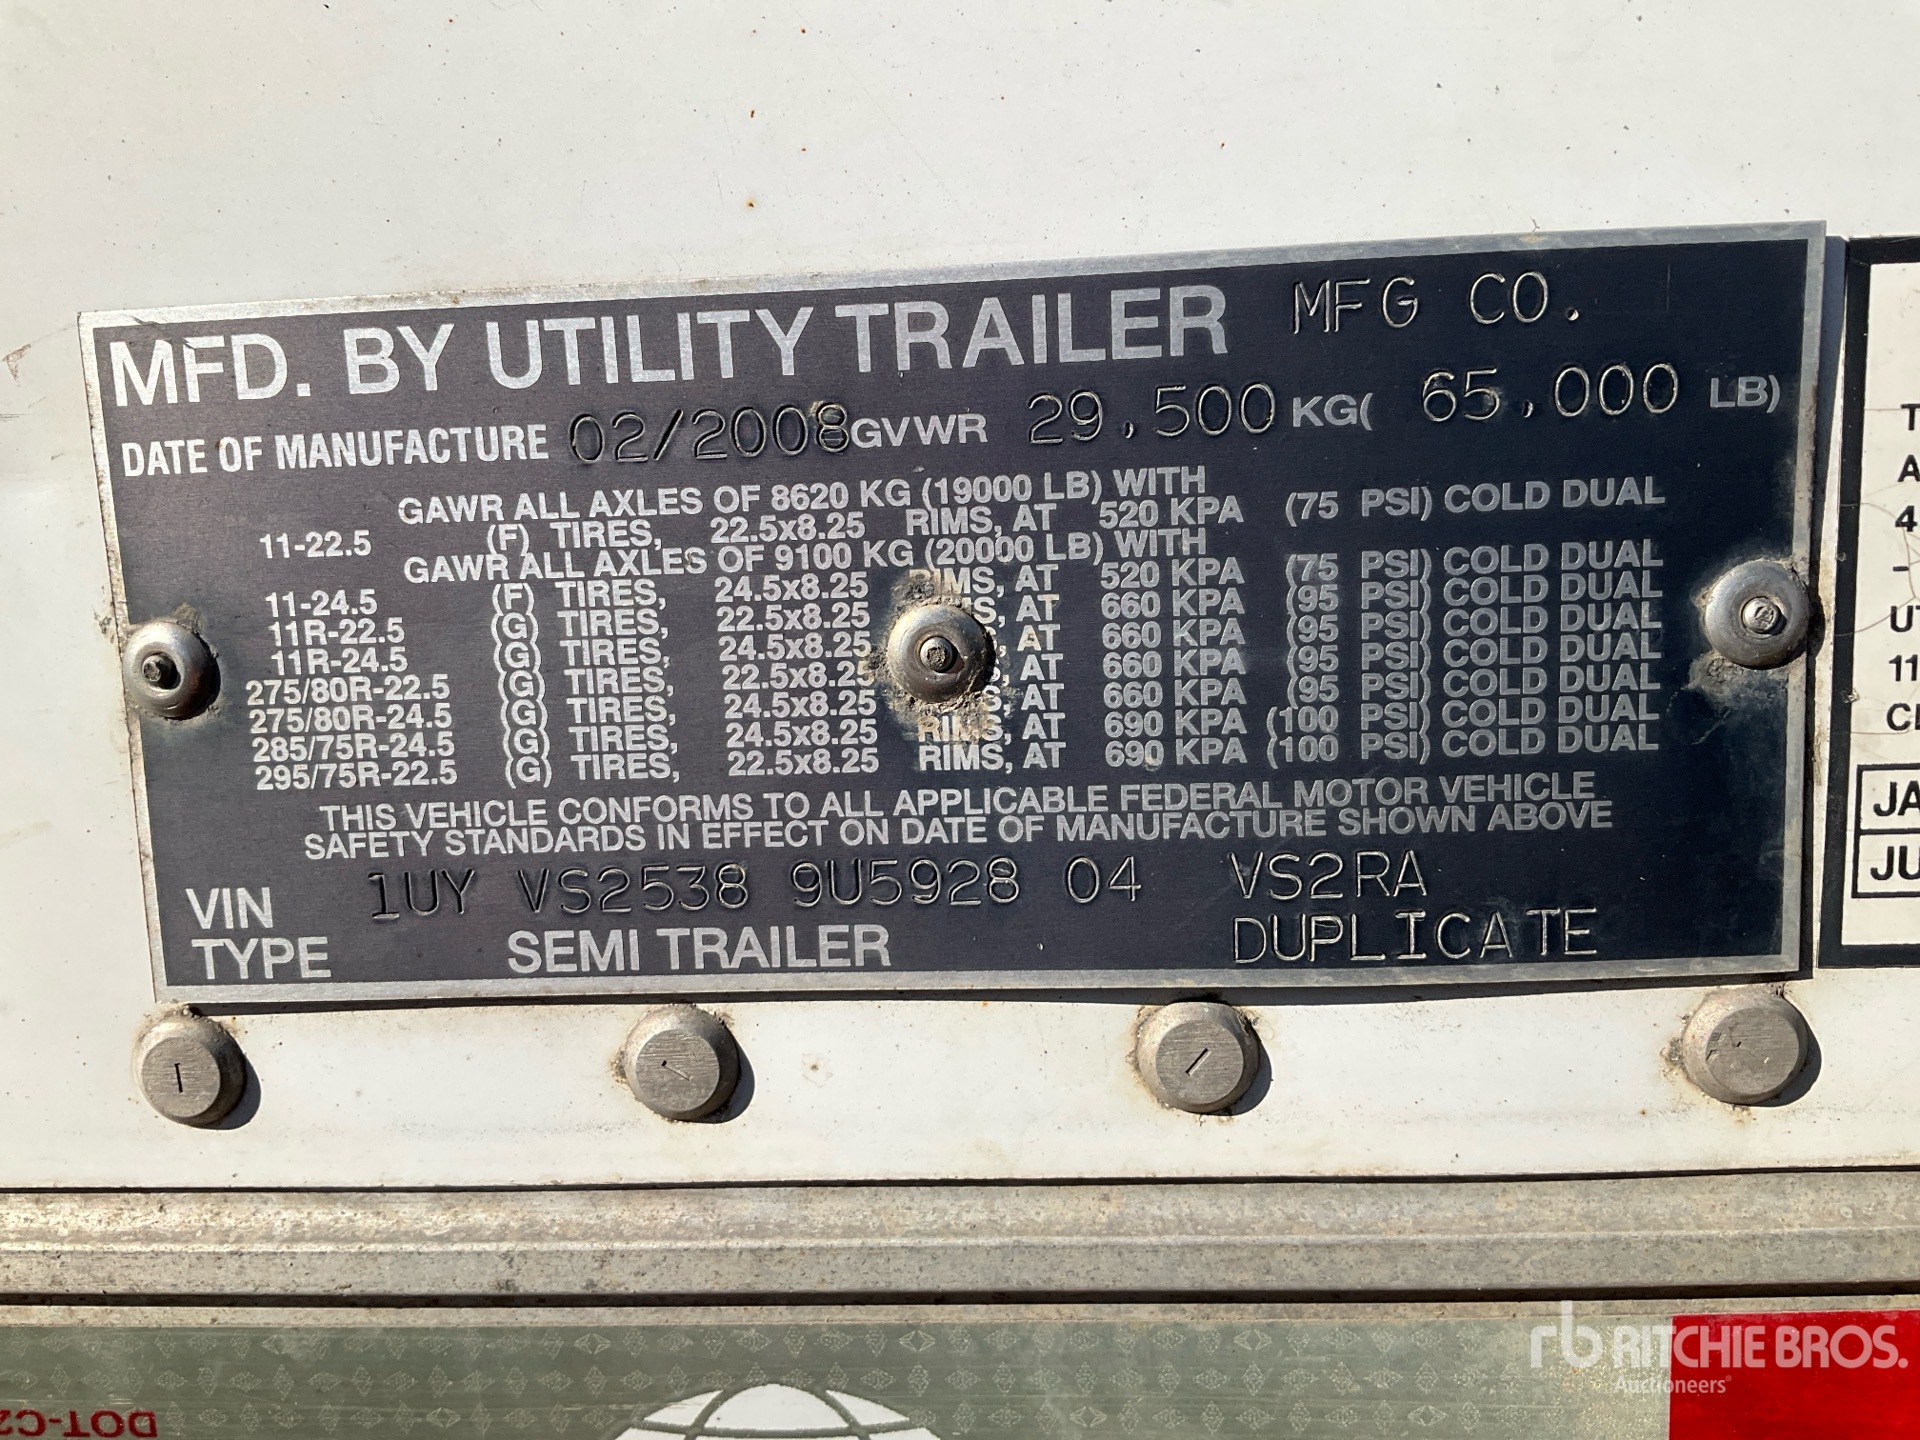 MFD. BY UTILITY TRAILER MFG CO.
DATE OF MANUFACTURE 02/2008 GVWR 29,500 KG( 65,000 LB)
GAWR ALL AXLES OF 8620 KG (19000 LB) WITH
11-22.5 (F) TIRES, 22.5x8.25 RIMS, AT 520 KPA (75 PSI) COLD DUAL
GAWR ALL AXLES OF 9100 KG (20000 LB) WITH
11-24.5 (F) TIRES, 24.5x8.25 RIMS, AT 520 KPA (75 PSI) COLD DUAL
11R-22.5 (G) TIRES, 22.5x8.25 AT 660 KPA (95 PSI) COLD DUAL
11R-24.5 (G) TIRES, 24.5x8.25 AT 660 KPA (95 PSI) COLD DUAL
275/80R-22.5 (G) TIRES, 22.5x8.25 AT 660 KPA (95 PSI) COLD DUAL
275/80R-24.5 (G) TIRES, 24.5x8.25 AT 660 KPA (95 PSI) COLD DUAL
285/75R-24.5 (G) TIRES, 24.5x8.25 RIMS, AT 690 KPA (100 PSI) COLD DUAL
295/75R-22.5 (G) TIRES, 22.5x8.25 RIMS, AT 690 KPA (100 PSI) COLD DUAL
THIS VEHICLE CONFORMS TO ALL APPLICABLE FEDERAL MOTOR VEHICLE
SAFETY STANDARDS IN EFFECT ON DATE OF MANUFACTURE SHOWN ABOVE
VIN 1UY VS2538 9U5928 04 VS2RA
TYPE SEMI TRAILER DUPLICATE
T
A
4
UT
11
JA
JU
DOT-C2
rb RITCHIE BROS.
Auctioneers